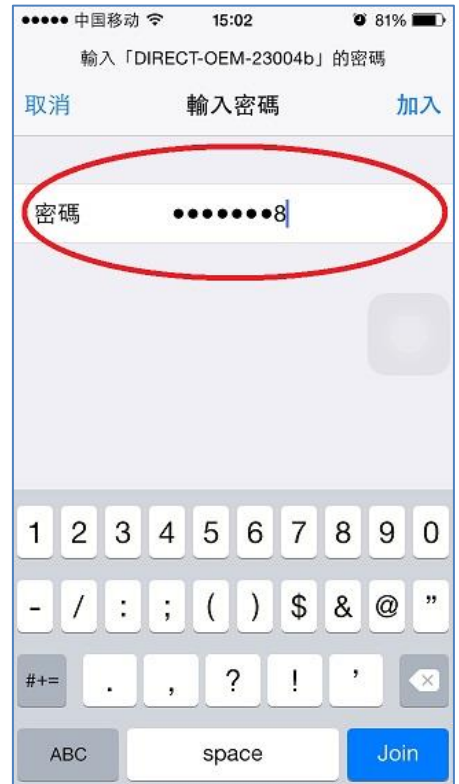 ●●●●● 中国移动 15:02 81%
輸入「DIRECT-OEM-23004b」的密碼
取消 輸入密碼 加入
密碼 ●●●●●●●8
1 2 3 4 5 6 7 8 9 0
- / : ; ( ) $ & @ ”
#+= . , ? ! ’
ABC space Join